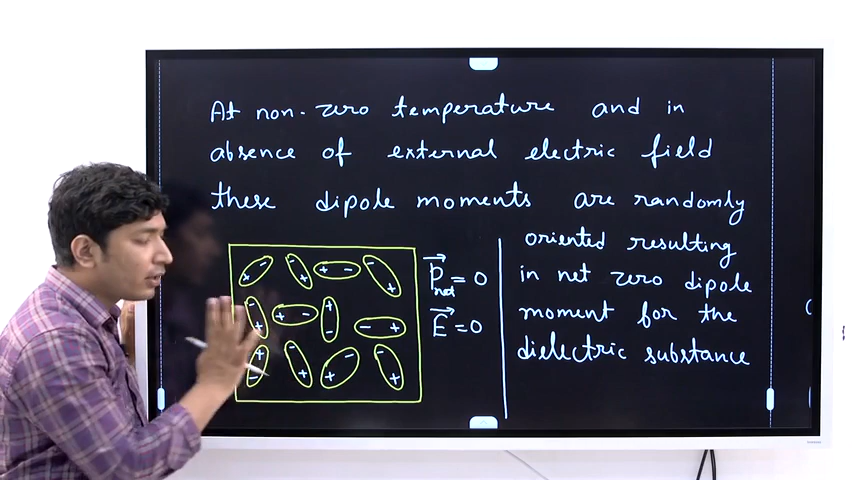 At non-zero temperature and in
absence of external electric field
these dipole moments are randomly
oriented resulting
in net zero dipole
moment for the
dielectric substance
+ - - + + - - +
- + + - + - - +
+ - + + - - +
P⃗net = 0
E⃗ = 0